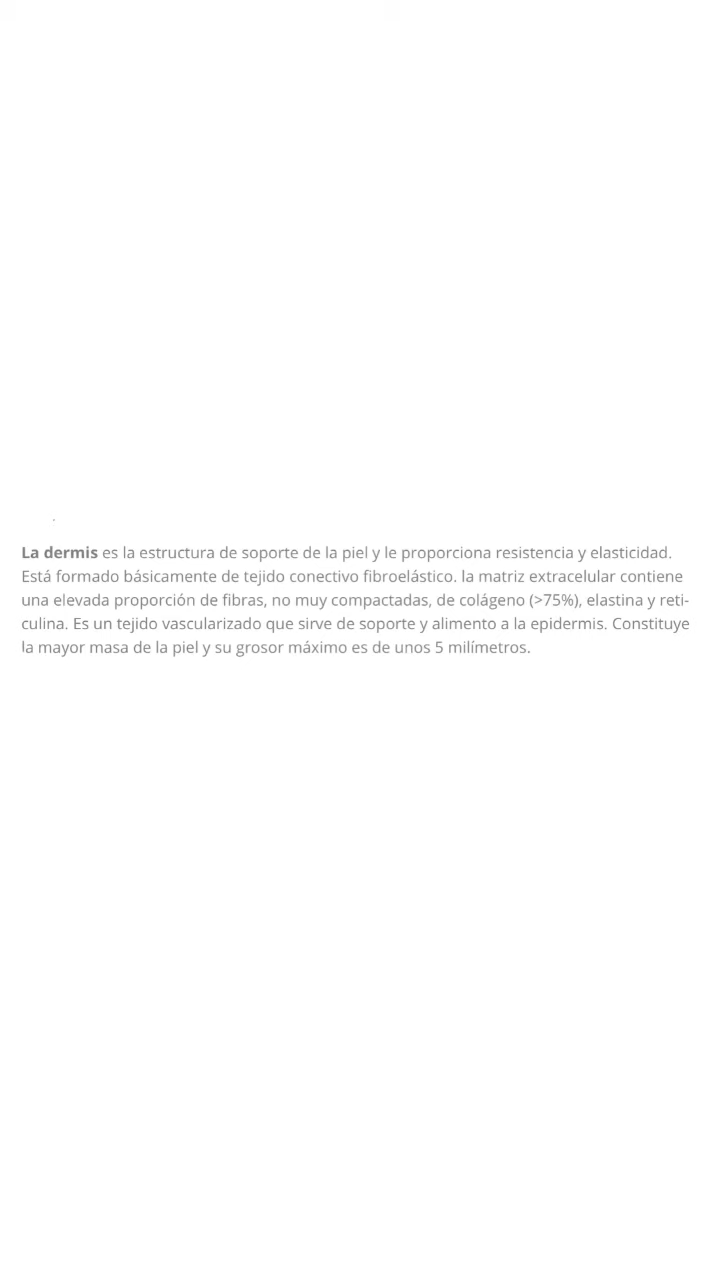 La dermis es la estructura de soporte de la piel y le proporciona resistencia y elasticidad.
Está formado básicamente de tejido conectivo fibroelástico. la matriz extracelular contiene
una elevada proporción de fibras, no muy compactadas, de colágeno (>75%), elastina y reti-
culina. Es un tejido vascularizado que sirve de soporte y alimento a la epidermis. Constituye
la mayor masa de la piel y su grosor máximo es de unos 5 milímetros.